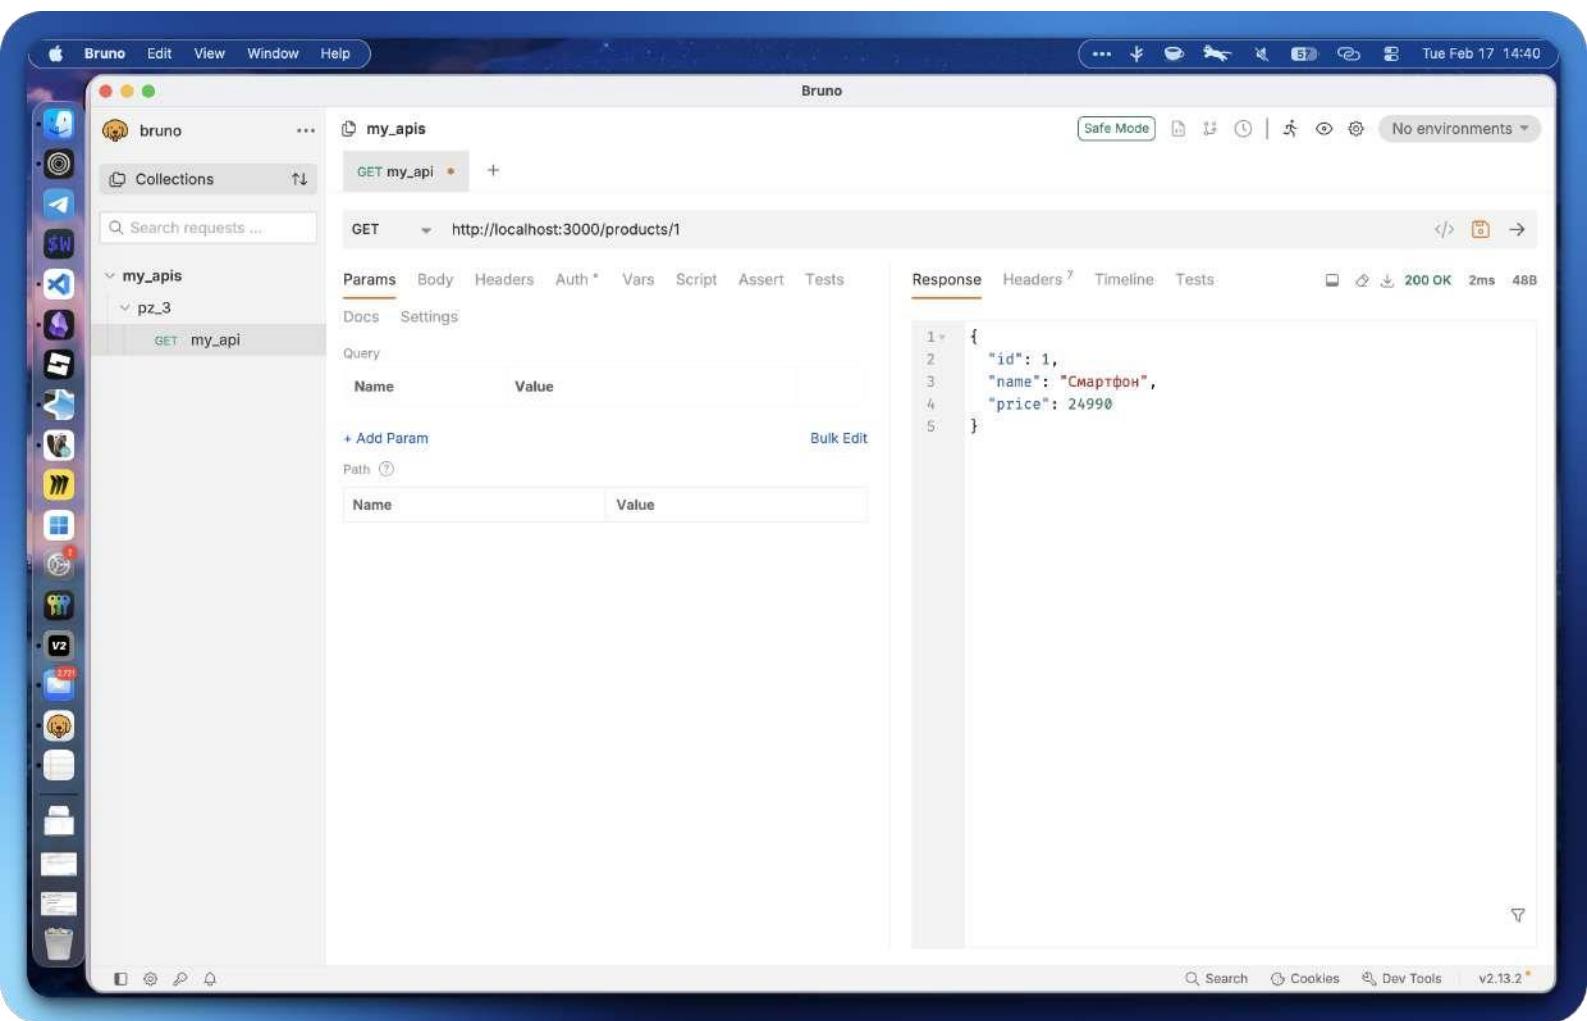 Bruno Edit View Window Help
57 Tue Feb 17 14:40
Bruno
bruno ...
my_apis
Safe Mode
No environments
Collections
GET my_api +
Search requests ...
GET http://localhost:3000/products/1
my_apis
pz_3
GET my_api
Params Body Headers Auth Vars Script Assert Tests
Docs Settings
Query
Name Value
+ Add Param Bulk Edit
Path ?
Name Value
Response Headers 7 Timeline Tests
200 OK 2ms 48B
1 {
2 "id": 1,
3 "name": "Смартфон",
4 "price": 24990
5 }
$W
V2
2,721
Search Cookies Dev Tools v2.13.2